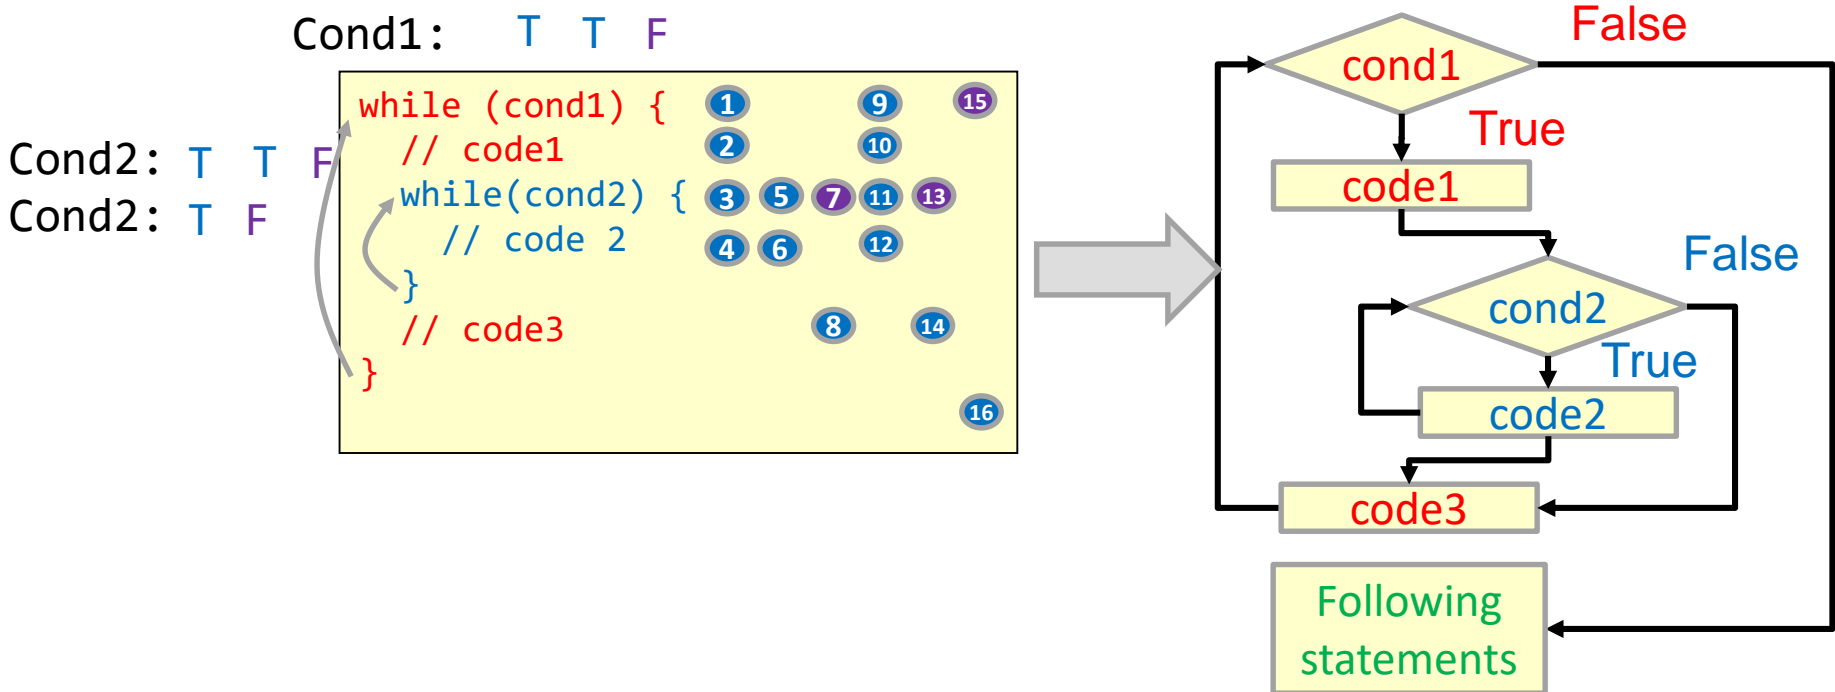 Cond1: T T F
while (cond1) { 1 9 15
// code1 2 10
Cond2: T T F
while(cond2) { 3 5 7 11 13
Cond2: T F
// code 2 4 6 12
}
// code3 8 14
}
16
False
cond1
True
code1
False
cond2
True
code2
code3
Following
statements